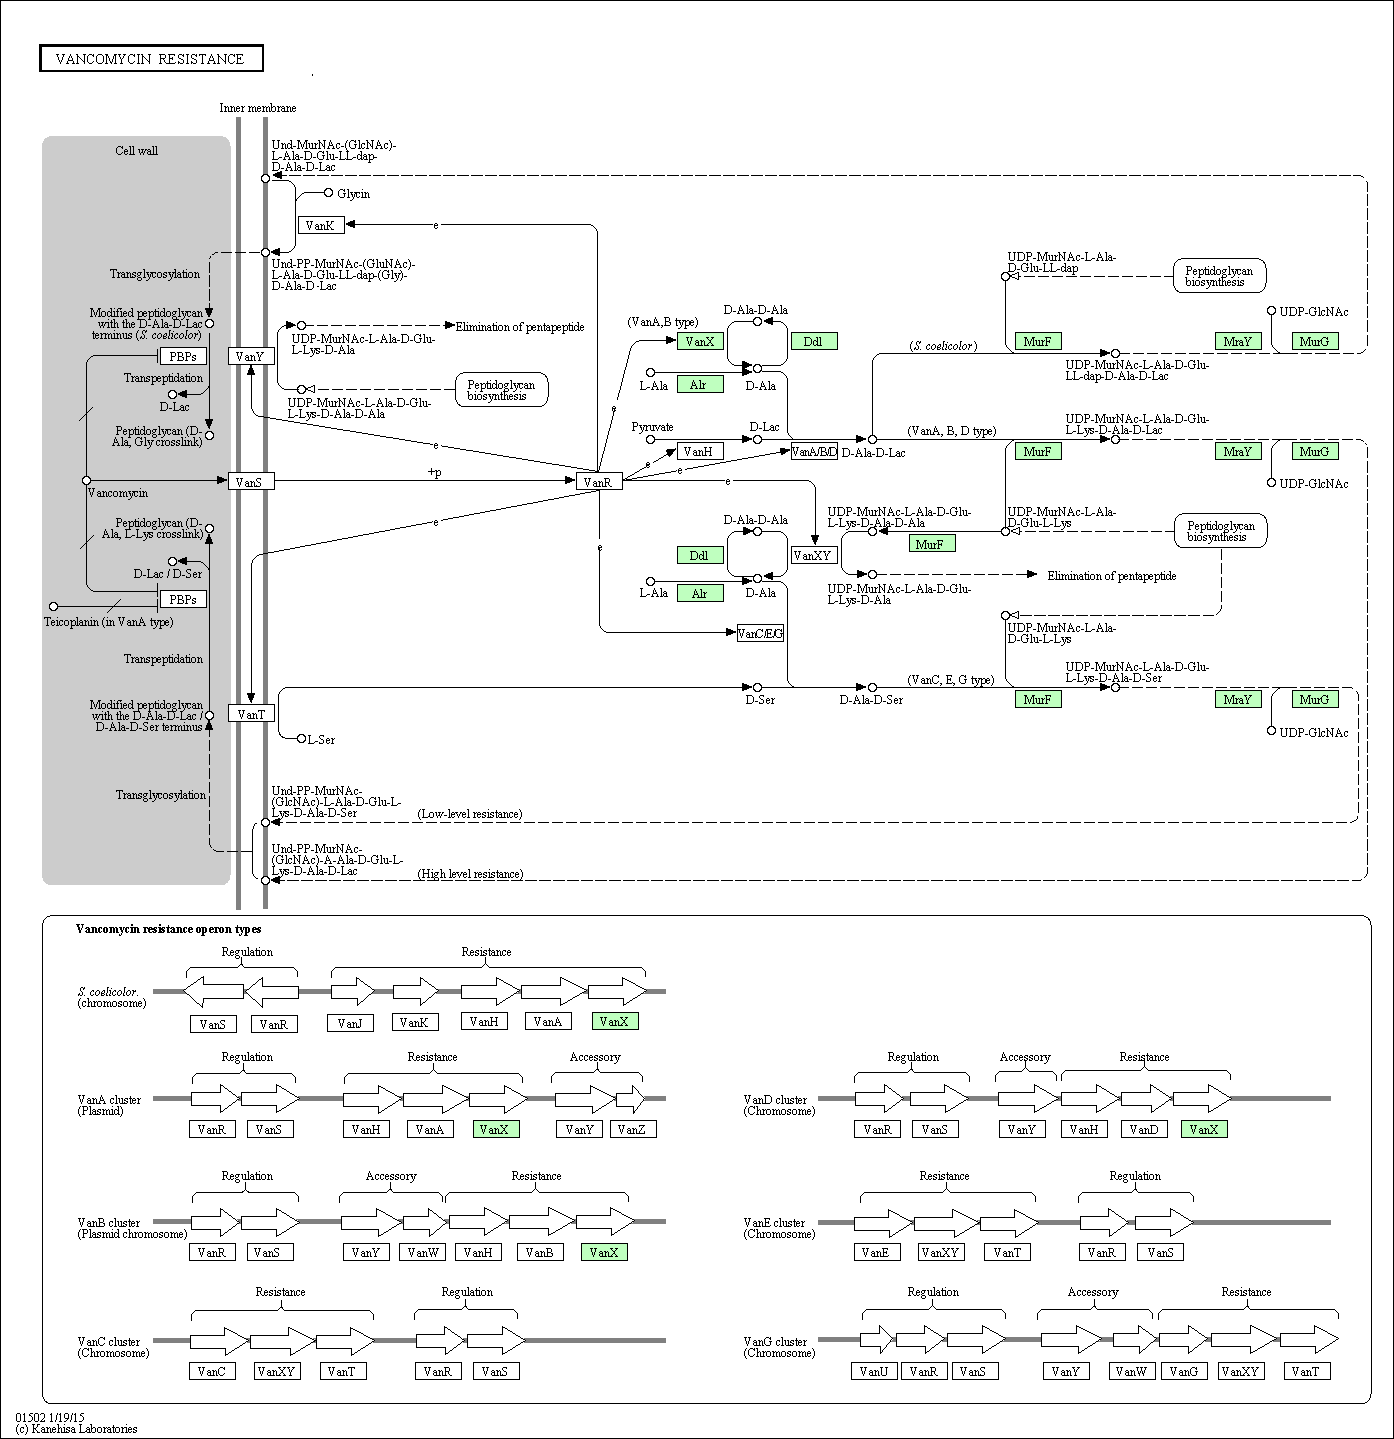 VANCOMYCIN RESISTANCE
Inner membrane
Cell wall
Und-MurNAc-(GlcNAc)-
L-Ala-D-Glu-LL-dap-
D-Ala-D-Lac
Glycin
VanK
e
Und-PP-MurNAc-(GluNAc)-
L-Ala-D-Glu-LL-dap-(Gly)-
D-Ala-D-Lac
Transglycosylation
Modified peptidoglycan
with the D-Ala-D-Lac
terminus (S. coelicolor)
PBPs
VanY
Transpeptidation
D-Lac
Peptidoglycan (D-
Ala, Gly crosslink)
UDP-MurNAc-L-Ala-D-Glu-
L-Lys-D-Ala
Elimination of pentapeptide
UDP-MurNAc-L-Ala-D-Glu-
L-Lys-D-Ala-D-Ala
Peptidoglycan
biosynthesis
e
Vancomycin
VanS
+p
VanR
e
e
e
e
e
e
(VanA,B type)
VanX
D-Ala-D-Ala
Ddl
L-Ala
Alr
D-Ala
Pyruvate
VanH
D-Lac
VanA/B/D
D-Ala-D-Lac
(S. coelicolor)
UDP-MurNAc-L-Ala-
D-Glu-LL-dap
Peptidoglycan
biosynthesis
UDP-GlcNAc
MurF
MraY
MurG
UDP-MurNAc-L-Ala-D-Glu-
LL-dap-D-Ala-D-Lac
(VanA, B, D type)
UDP-MurNAc-L-Ala-D-Glu-
L-Lys-D-Ala-D-Lac
MurF
MraY
MurG
UDP-GlcNAc
UDP-MurNAc-L-Ala-
D-Glu-L-Lys
Peptidoglycan
biosynthesis
UDP-MurNAc-L-Ala-D-Glu-
L-Lys-D-Ala-D-Ala
MurF
D-Ala-D-Ala
Ddl
VanXY
L-Ala
Alr
D-Ala
UDP-MurNAc-L-Ala-D-Glu-
L-Lys-D-Ala
Elimination of pentapeptide
VanC/E/G
UDP-MurNAc-L-Ala-
D-Glu-L-Lys
Peptidoglycan (D-
Ala, L-Lys crosslink)
D-Lac / D-Ser
PBPs
Teicoplanin (in VanA type)
Transpeptidation
Modified peptidoglycan
with the D-Ala-D-Lac /
D-Ala-D-Ser terminus
VanT
L-Ser
D-Ser
D-Ala-D-Ser
(VanC, E, G type)
UDP-MurNAc-L-Ala-D-Glu-
L-Lys-D-Ala-D-Ser
MurF
MraY
MurG
UDP-GlcNAc
Transglycosylation
Und-PP-MurNAc-
(GlcNAc)-L-Ala-D-Glu-L-
Lys-D-Ala-D-Ser
(Low-level resistance)
Und-PP-MurNAc-
(GlcNAc)-A-Ala-D-Glu-L-
Lys-D-Ala-D-Lac
(High level resistance)
Vancomycin resistance operon types
Regulation
Resistance
S. coelicolor.
(chromosome)
VanS
VanR
VanJ
VanK
VanH
VanA
VanX
Regulation
Resistance
Accessory
VanA cluster
(Plasmid)
VanR
VanS
VanH
VanA
VanX
VanY
VanZ
Regulation
Accessory
Resistance
VanD cluster
(Chromosome)
VanR
VanS
VanY
VanH
VanD
VanX
Regulation
Accessory
Resistance
VanB cluster
(Plasmid chromosome)
VanR
VanS
VanY
VanW
VanH
VanB
VanX
Resistance
Regulation
VanE cluster
(Chromosome)
VanE
VanXY
VanT
VanR
VanS
Resistance
Regulation
VanC cluster
(Chromosome)
VanC
VanXY
VanT
VanR
VanS
Regulation
Accessory
Resistance
VanG cluster
(Chromosome)
VanU
VanR
VanS
VanY
VanW
VanG
VanXY
VanT
01502 1/19/15
(c) Kanehisa Laboratories